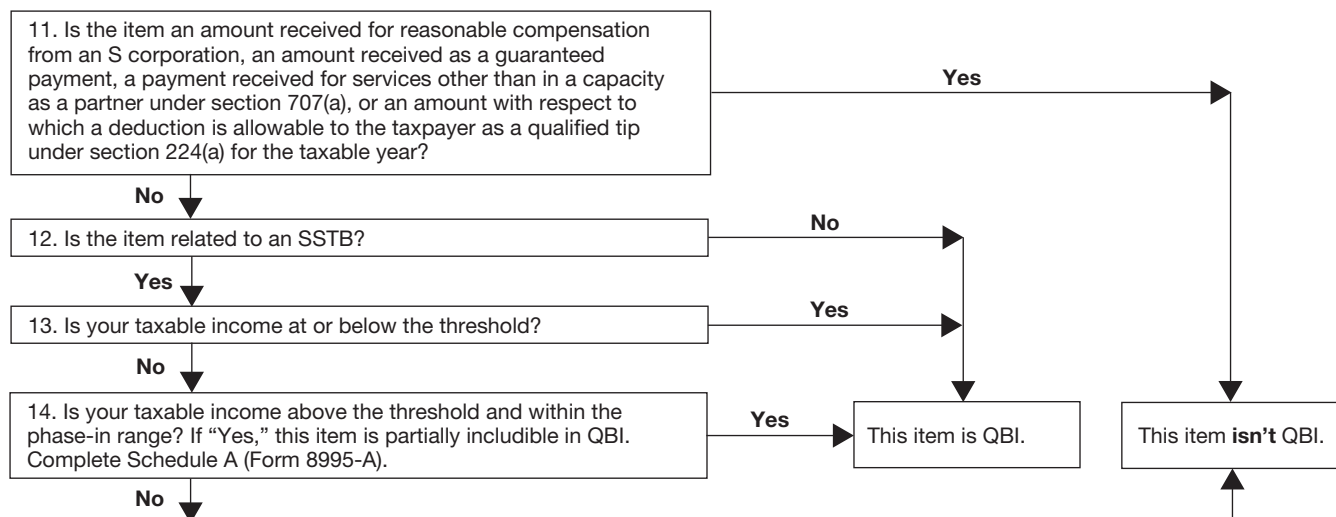 11. Is the item an amount received for reasonable compensation
from an S corporation, an amount received as a guaranteed
payment, a payment received for services other than in a capacity
as a partner under section 707(a), or an amount with respect to
which a deduction is allowable to the taxpayer as a qualified tip
under section 224(a) for the taxable year?
Yes
No
12. Is the item related to an SSTB?
No
Yes
13. Is your taxable income at or below the threshold?
Yes
No
14. Is your taxable income above the threshold and within the
phase-in range? If “Yes,” this item is partially includible in QBI.
Complete Schedule A (Form 8995-A).
Yes
This item is QBI.
This item isn’t QBI.
No